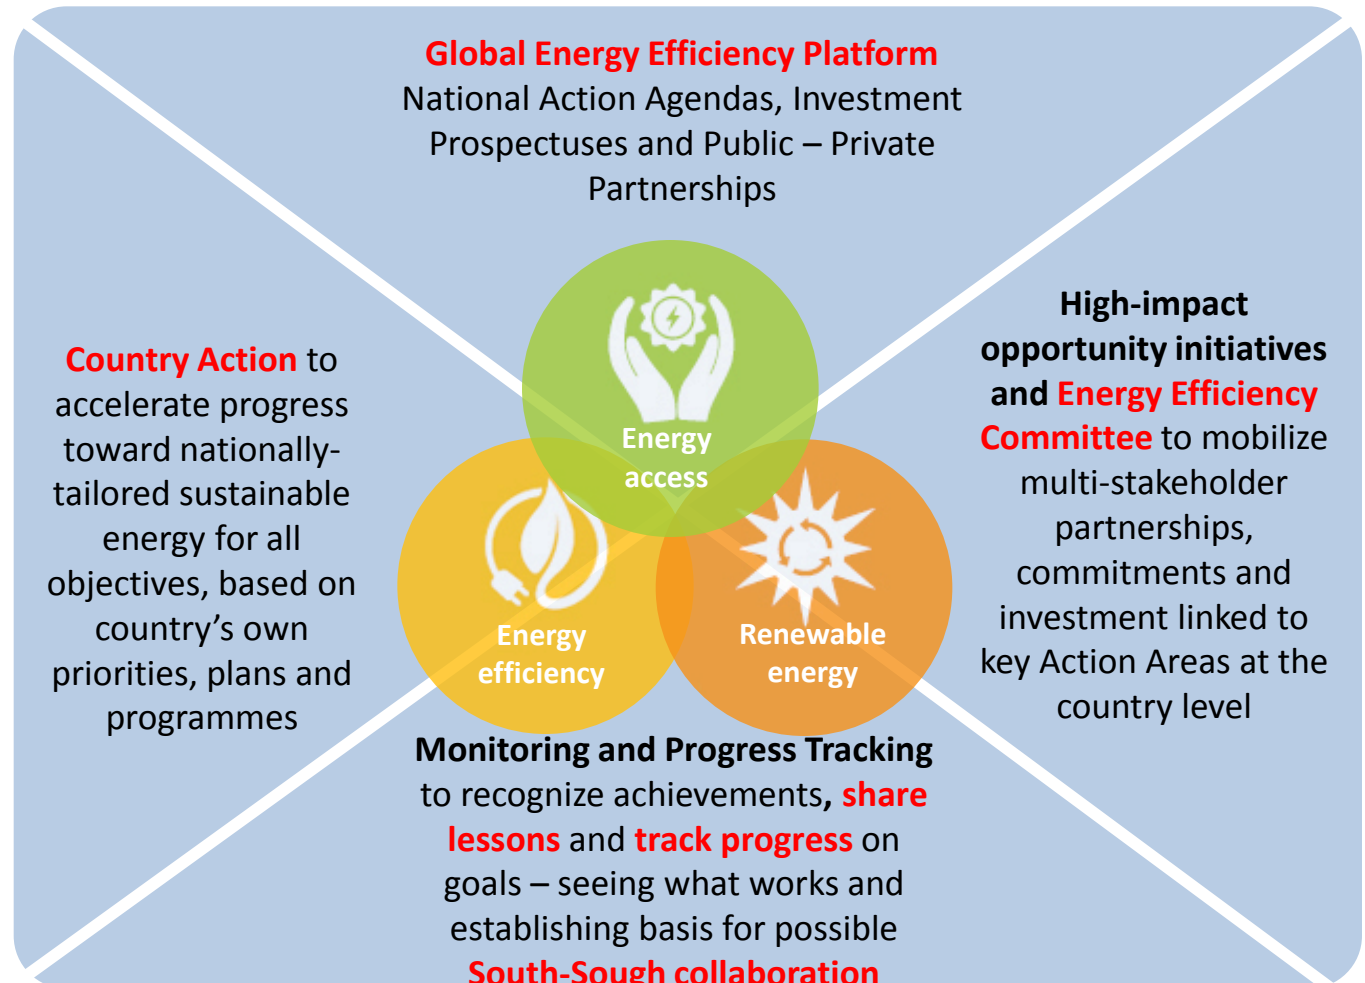 Global Energy Efficiency Platform
National Action Agendas, Investment
Prospectuses and Public – Private
Partnerships
Country Action to
accelerate progress
toward nationally-
tailored sustainable
energy for all
objectives, based on
country’s own
priorities, plans and
programmes
Energy
access
Energy
efficiency
Renewable
energy
High-impact
opportunity initiatives
and Energy Efficiency
Committee to mobilize
multi-stakeholder
partnerships,
commitments and
investment linked to
key Action Areas at the
country level
Monitoring and Progress Tracking
to recognize achievements, share
lessons and track progress on
goals – seeing what works and
establishing basis for possible
South-Sough collaboration